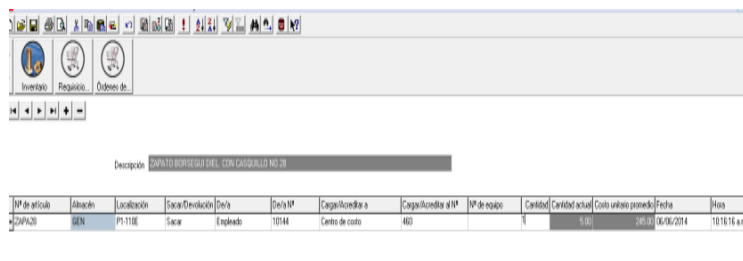 Inventario Requisicio... Órdenes de...
Descripción ZAPATO BORSEGUI DIEL. CON CASQUILLO NO 28
Nº de artículo Almacén Localización Sacar/Devolución De/a De/a Nº Cargar/Acreditar a Cargar/Acreditar al Nº Nº de equipo Cantidad Cantidad actual Costo unitario promedio Fecha Hora
ZAPA28 GEN P1-110E Sacar Empleado 10144 Centro de costo 460 1 5.00 245.00 06/06/2014 10:16:16 a.m